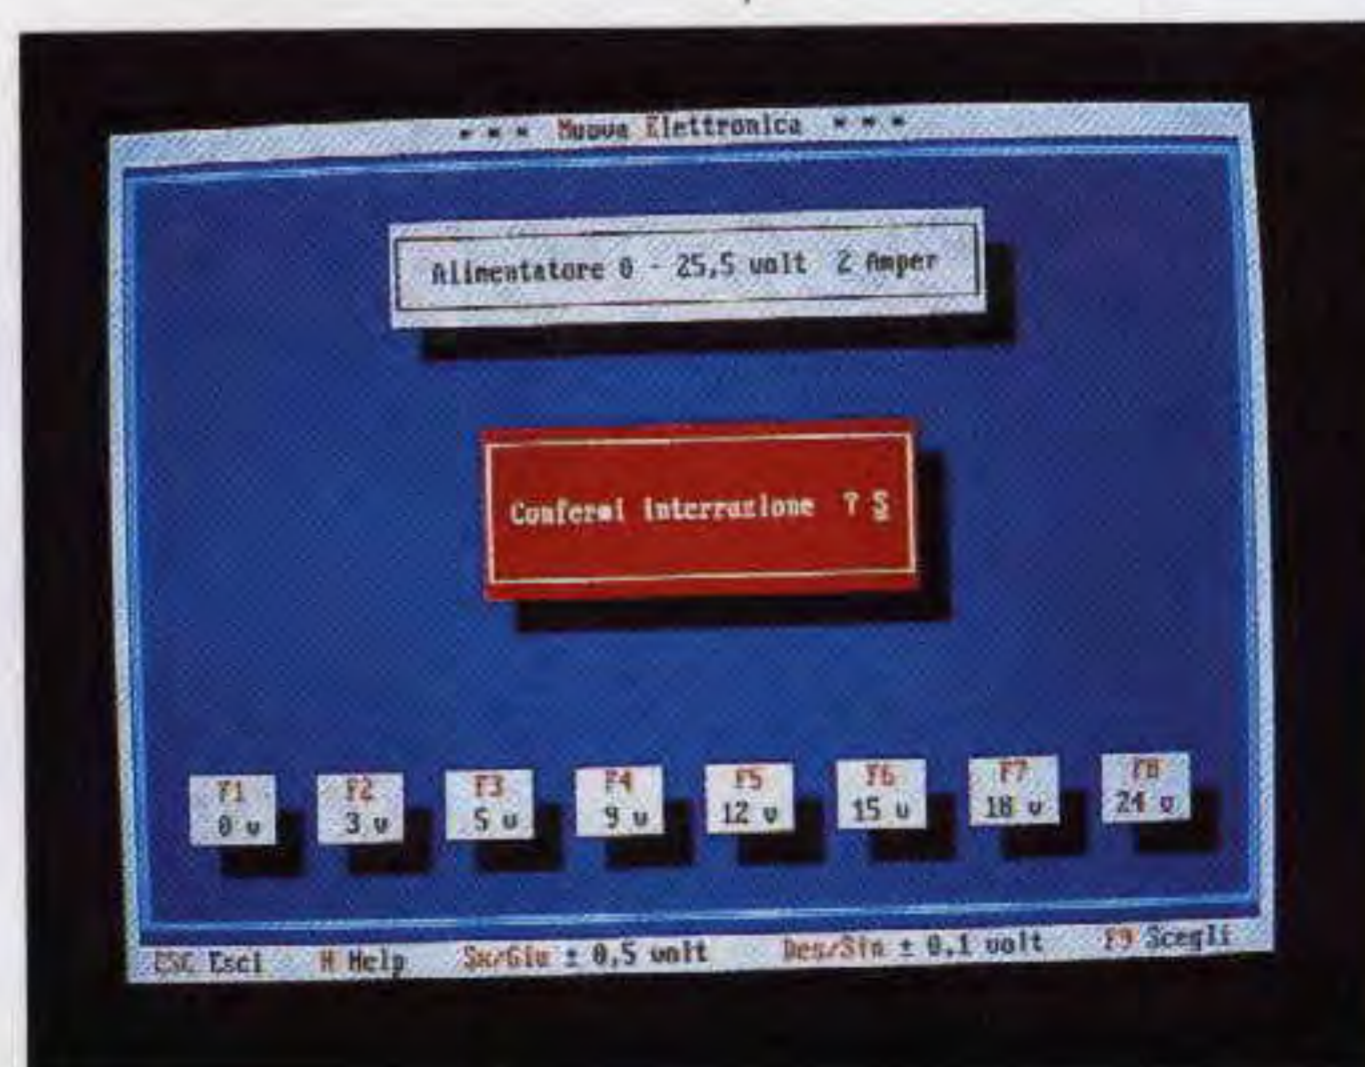 * * * Nuova Elettronica * * *
Alimentatore 0 - 25,5 volt 2 Amper
Confermi interruzione ? S
F1 F2 F3 F4 F5 F6 F7 F8
0 v 3 v 5 v 9 v 12 v 15 v 18 v 24 v
ESC Esci H Help Su/Giu ± 0,5 volt Des/Sin ± 0,1 volt F9 Scegli